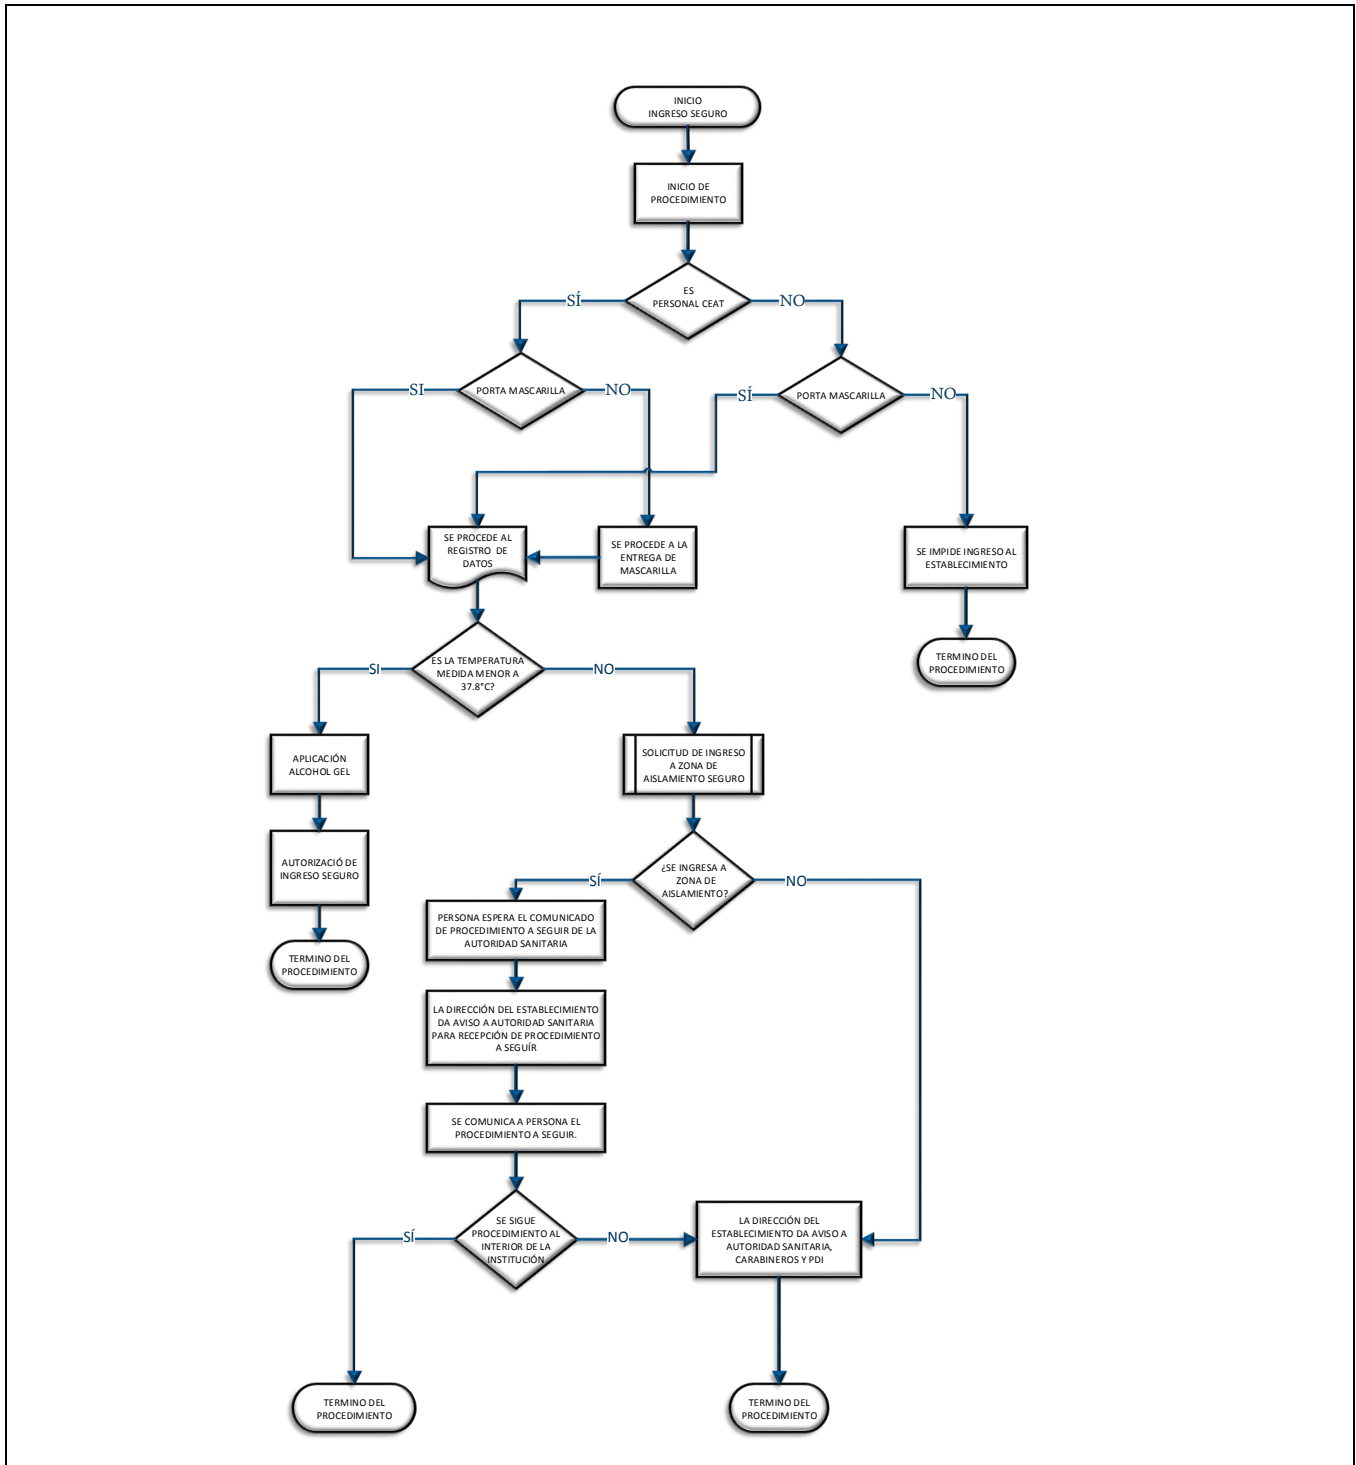 INICIO
INGRESO SEGURO
INICIO DE
PROCEDIMIENTO
ES
PERSONAL CEAT
SÍ
NO
PORTA MASCARILLA
SI
NO
PORTA MASCARILLA
SÍ
NO
SE PROCEDE AL
REGISTRO DE
DATOS
SE PROCEDE A LA
ENTREGA DE
MASCARILLA
SE IMPIDE INGRESO AL
ESTABLECIMIENTO
TERMINO DEL
PROCEDIMIENTO
ES LA TEMPERATURA
MEDIDA MENOR A
37.8°C?
SI
NO
APLICACIÓN
ALCOHOL GEL
SOLICITUD DE INGRESO
A ZONA DE
AISLAMIENTO SEGURO
AUTORIZACIÓ DE
INGRESO SEGURO
TERMINO DEL
PROCEDIMIENTO
¿SE INGRESA A
ZONA DE
AISLAMIENTO?
SÍ
NO
PERSONA ESPERA EL COMUNICADO
DE PROCEDIMIENTO A SEGUIR DE LA
AUTORIDAD SANITARIA
LA DIRECCIÓN DEL ESTABLECIMIENTO
DA AVISO A AUTORIDAD SANITARIA
PARA RECEPCIÓN DE PROCEDIMIENTO
A SEGUÍR
SE COMUNICA A PERSONA EL
PROCEDIMIENTO A SEGUIR.
SE SIGUE
PROCEDIMIENTO AL
INTERIOR DE LA
INSTITUCIÓN
SÍ
NO
LA DIRECCIÓN DEL
ESTABLECIMIENTO DA AVISO A
AUTORIDAD SANITARIA,
CARABINEROS Y PDI
TERMINO DEL
PROCEDIMIENTO
TERMINO DEL
PROCEDIMIENTO